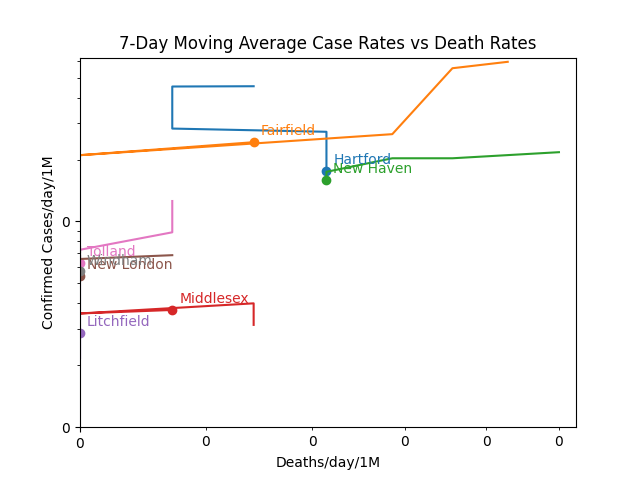 7-Day Moving Average Case Rates vs Death Rates
Confirmed Cases/day/1M
0
0
Fairfield
Hartford
New Haven
Tolland
Windham
New London
Middlesex
Litchfield
0
0
0
0
0
0
Deaths/day/1M